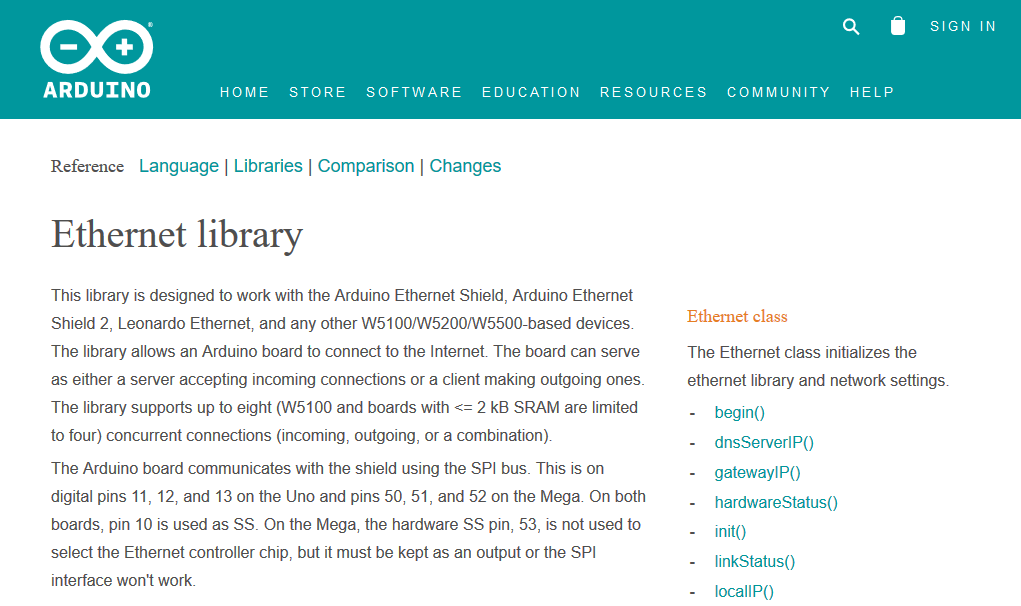 SIGN IN
ARDUINO
HOME STORE SOFTWARE EDUCATION RESOURCES COMMUNITY HELP
Reference Language | Libraries | Comparison | Changes
Ethernet library
This library is designed to work with the Arduino Ethernet Shield, Arduino Ethernet
Shield 2, Leonardo Ethernet, and any other W5100/W5200/W5500-based devices.
The library allows an Arduino board to connect to the Internet. The board can serve
as either a server accepting incoming connections or a client making outgoing ones.
The library supports up to eight (W5100 and boards with <= 2 kB SRAM are limited
to four) concurrent connections (incoming, outgoing, or a combination).
The Arduino board communicates with the shield using the SPI bus. This is on
digital pins 11, 12, and 13 on the Uno and pins 50, 51, and 52 on the Mega. On both
boards, pin 10 is used as SS. On the Mega, the hardware SS pin, 53, is not used to
select the Ethernet controller chip, but it must be kept as an output or the SPI
interface won't work.
Ethernet class
The Ethernet class initializes the
ethernet library and network settings.
- begin()
- dnsServerIP()
- gatewayIP()
- hardwareStatus()
- init()
- linkStatus()
- localIP()